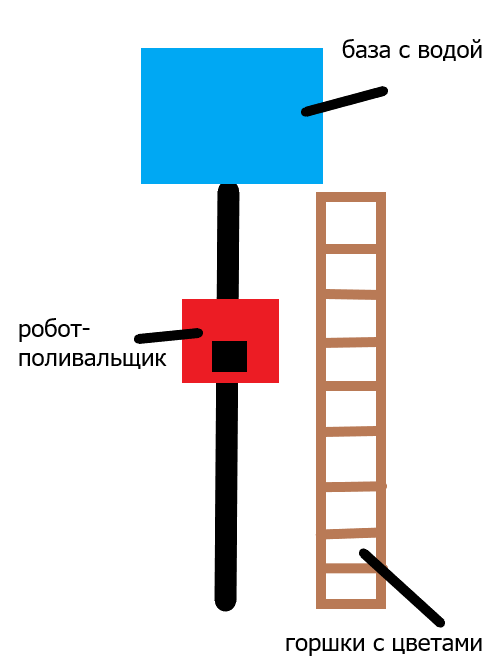 база с водой
робот-
поливальщик
горшки с цветами